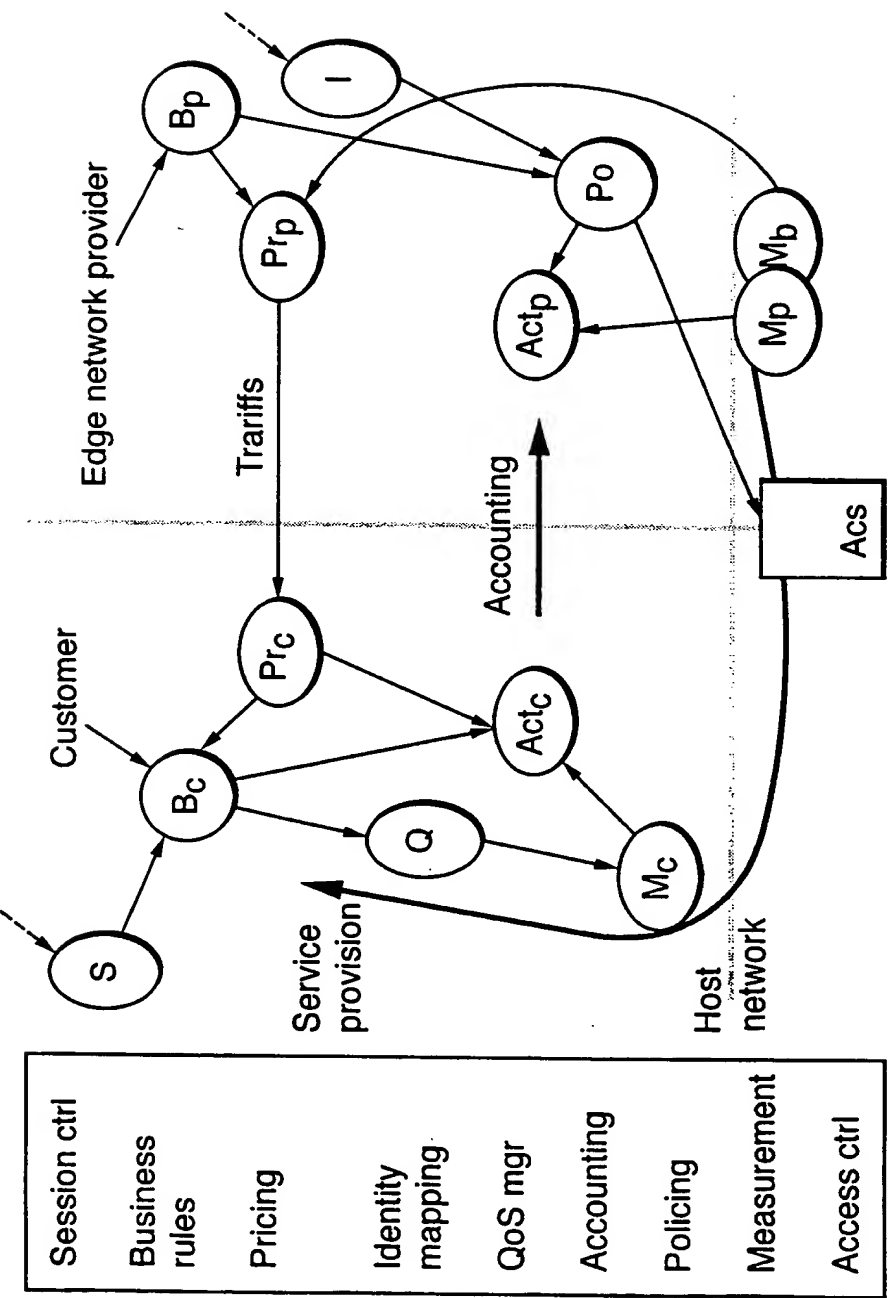 Session ctrl
Business
rules
Pricing
Identity
mapping
QoS mgr
Accounting
Policing
Measurement
Access ctrl
S
Customer
Edge network provider
Bc
Bp
I
Prc
Trariffs
Prp
Service
provision
Q
Accounting
Actc
Actp
Po
Mc
Host
network
Mp
Mb
Acs